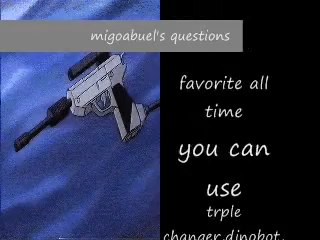 migoabuel's questions
favorite all
time
you can
use
trple
changer,dinobot,